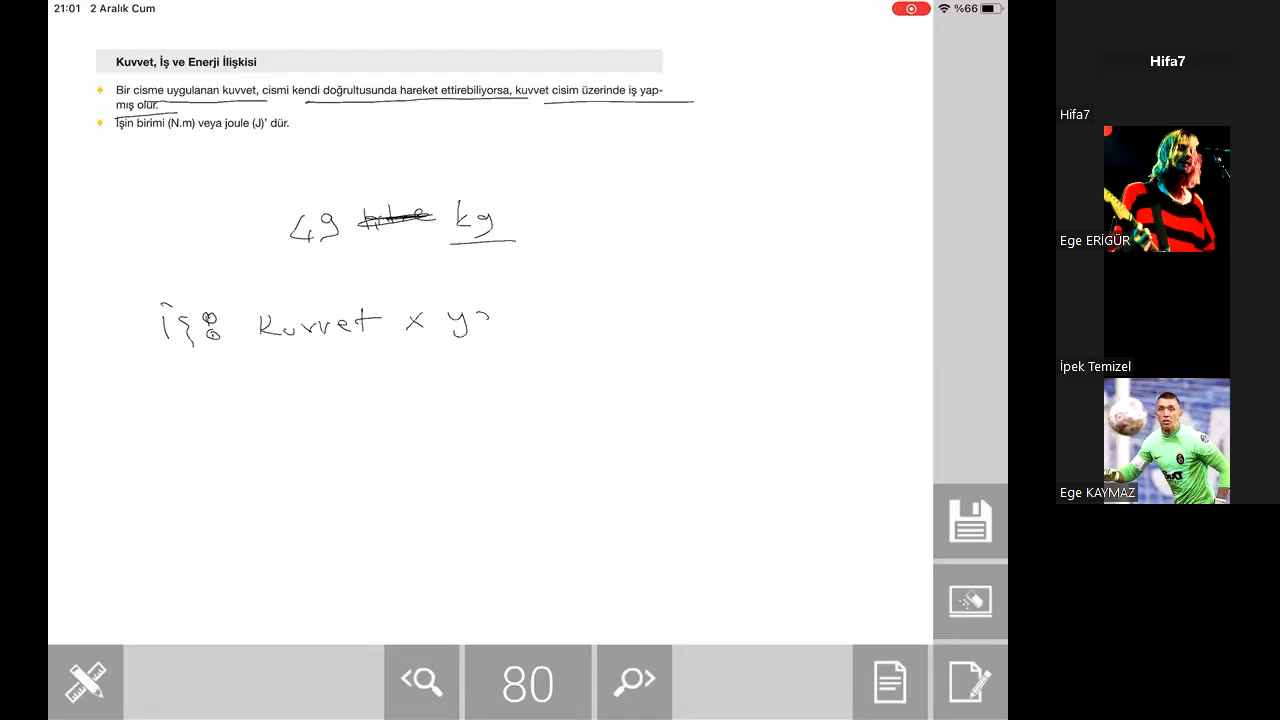 21:01 2 Aralık Cum
%66
Kuvvet, İş ve Enerji İlişkisi
Bir cisme uygulanan kuvvet, cismi kendi doğrultusunda hareket ettirebiliyorsa, kuvvet cisim üzerinde iş yap-
mış olur.
İşin birimi (N.m) veya joule (J)' dür.
49 kg
İş: Kuvvet x y
80
Hifa7
Hifa7
Ege ERİGÜR
İpek Temizel
Ege KAYMAZ